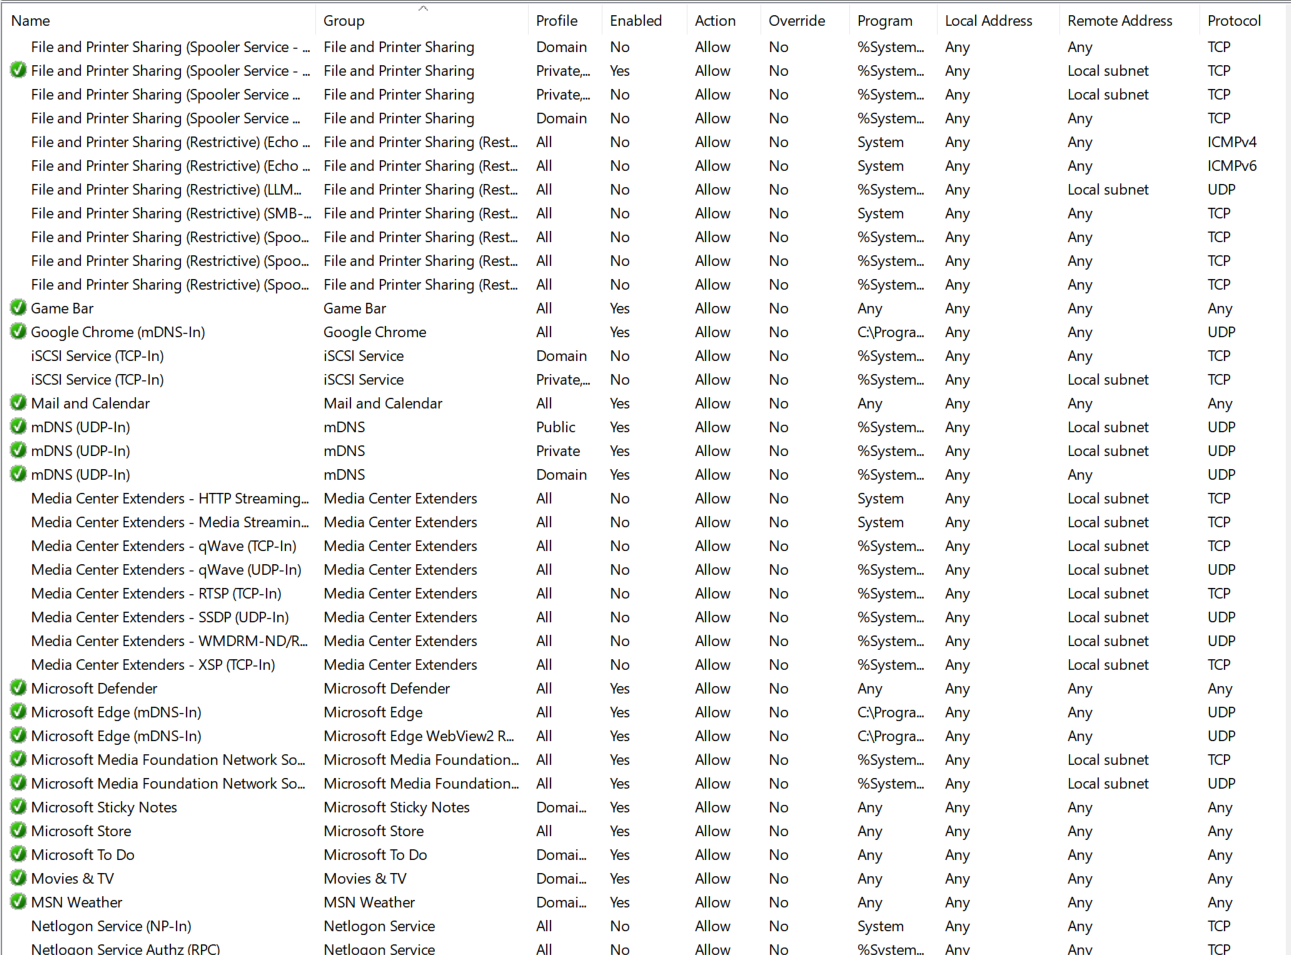 Name Group Profile Enabled Action Override Program Local Address Remote Address Protocol
File and Printer Sharing (Spooler Service - ... File and Printer Sharing Domain No Allow No %System... Any Any TCP
File and Printer Sharing (Spooler Service - ... File and Printer Sharing Private,... Yes Allow No %System... Any Local subnet TCP
File and Printer Sharing (Spooler Service ... File and Printer Sharing Private,... No Allow No %System... Any Local subnet TCP
File and Printer Sharing (Spooler Service ... File and Printer Sharing Domain No Allow No %System... Any Any TCP
File and Printer Sharing (Restrictive) (Echo ... File and Printer Sharing (Rest... All No Allow No System Any Any ICMPv4
File and Printer Sharing (Restrictive) (Echo ... File and Printer Sharing (Rest... All No Allow No System Any Any ICMPv6
File and Printer Sharing (Restrictive) (LLM... File and Printer Sharing (Rest... All No Allow No %System... Any Local subnet UDP
File and Printer Sharing (Restrictive) (SMB-... File and Printer Sharing (Rest... All No Allow No System Any Any TCP
File and Printer Sharing (Restrictive) (Spoo... File and Printer Sharing (Rest... All No Allow No %System... Any Any TCP
File and Printer Sharing (Restrictive) (Spoo... File and Printer Sharing (Rest... All No Allow No %System... Any Any TCP
File and Printer Sharing (Restrictive) (Spoo... File and Printer Sharing (Rest... All No Allow No %System... Any Any TCP
Game Bar Game Bar All Yes Allow No Any Any Any Any
Google Chrome (mDNS-In) Google Chrome All Yes Allow No C:\Progra... Any Any UDP
iSCSI Service (TCP-In) iSCSI Service Domain No Allow No %System... Any Any TCP
iSCSI Service (TCP-In) iSCSI Service Private,... No Allow No %System... Any Local subnet TCP
Mail and Calendar Mail and Calendar All Yes Allow No Any Any Any Any
mDNS (UDP-In) mDNS Public Yes Allow No %System... Any Local subnet UDP
mDNS (UDP-In) mDNS Private Yes Allow No %System... Any Local subnet UDP
mDNS (UDP-In) mDNS Domain Yes Allow No %System... Any Any UDP
Media Center Extenders - HTTP Streaming... Media Center Extenders All No Allow No System Any Local subnet TCP
Media Center Extenders - Media Streamin... Media Center Extenders All No Allow No System Any Local subnet TCP
Media Center Extenders - qWave (TCP-In) Media Center Extenders All No Allow No %System... Any Local subnet TCP
Media Center Extenders - qWave (UDP-In) Media Center Extenders All No Allow No %System... Any Local subnet UDP
Media Center Extenders - RTSP (TCP-In) Media Center Extenders All No Allow No %System... Any Local subnet TCP
Media Center Extenders - SSDP (UDP-In) Media Center Extenders All No Allow No %System... Any Local subnet UDP
Media Center Extenders - WMDRM-ND/R... Media Center Extenders All No Allow No %System... Any Local subnet UDP
Media Center Extenders - XSP (TCP-In) Media Center Extenders All No Allow No %System... Any Local subnet TCP
Microsoft Defender Microsoft Defender All Yes Allow No Any Any Any Any
Microsoft Edge (mDNS-In) Microsoft Edge All Yes Allow No C:\Progra... Any Any UDP
Microsoft Edge (mDNS-In) Microsoft Edge WebView2 R... All Yes Allow No C:\Progra... Any Any UDP
Microsoft Media Foundation Network So... Microsoft Media Foundation... All Yes Allow No %System... Any Local subnet TCP
Microsoft Media Foundation Network So... Microsoft Media Foundation... All Yes Allow No %System... Any Local subnet UDP
Microsoft Sticky Notes Microsoft Sticky Notes Domai... Yes Allow No Any Any Any Any
Microsoft Store Microsoft Store All Yes Allow No Any Any Any Any
Microsoft To Do Microsoft To Do Domai... Yes Allow No Any Any Any Any
Movies & TV Movies & TV Domai... Yes Allow No Any Any Any Any
MSN Weather MSN Weather Domai... Yes Allow No Any Any Any Any
Netlogon Service (NP-In) Netlogon Service All No Allow No System Any Any TCP
Netlogon Service Authz (RPC) Netlogon Service All No Allow No %System... Any Any TCP